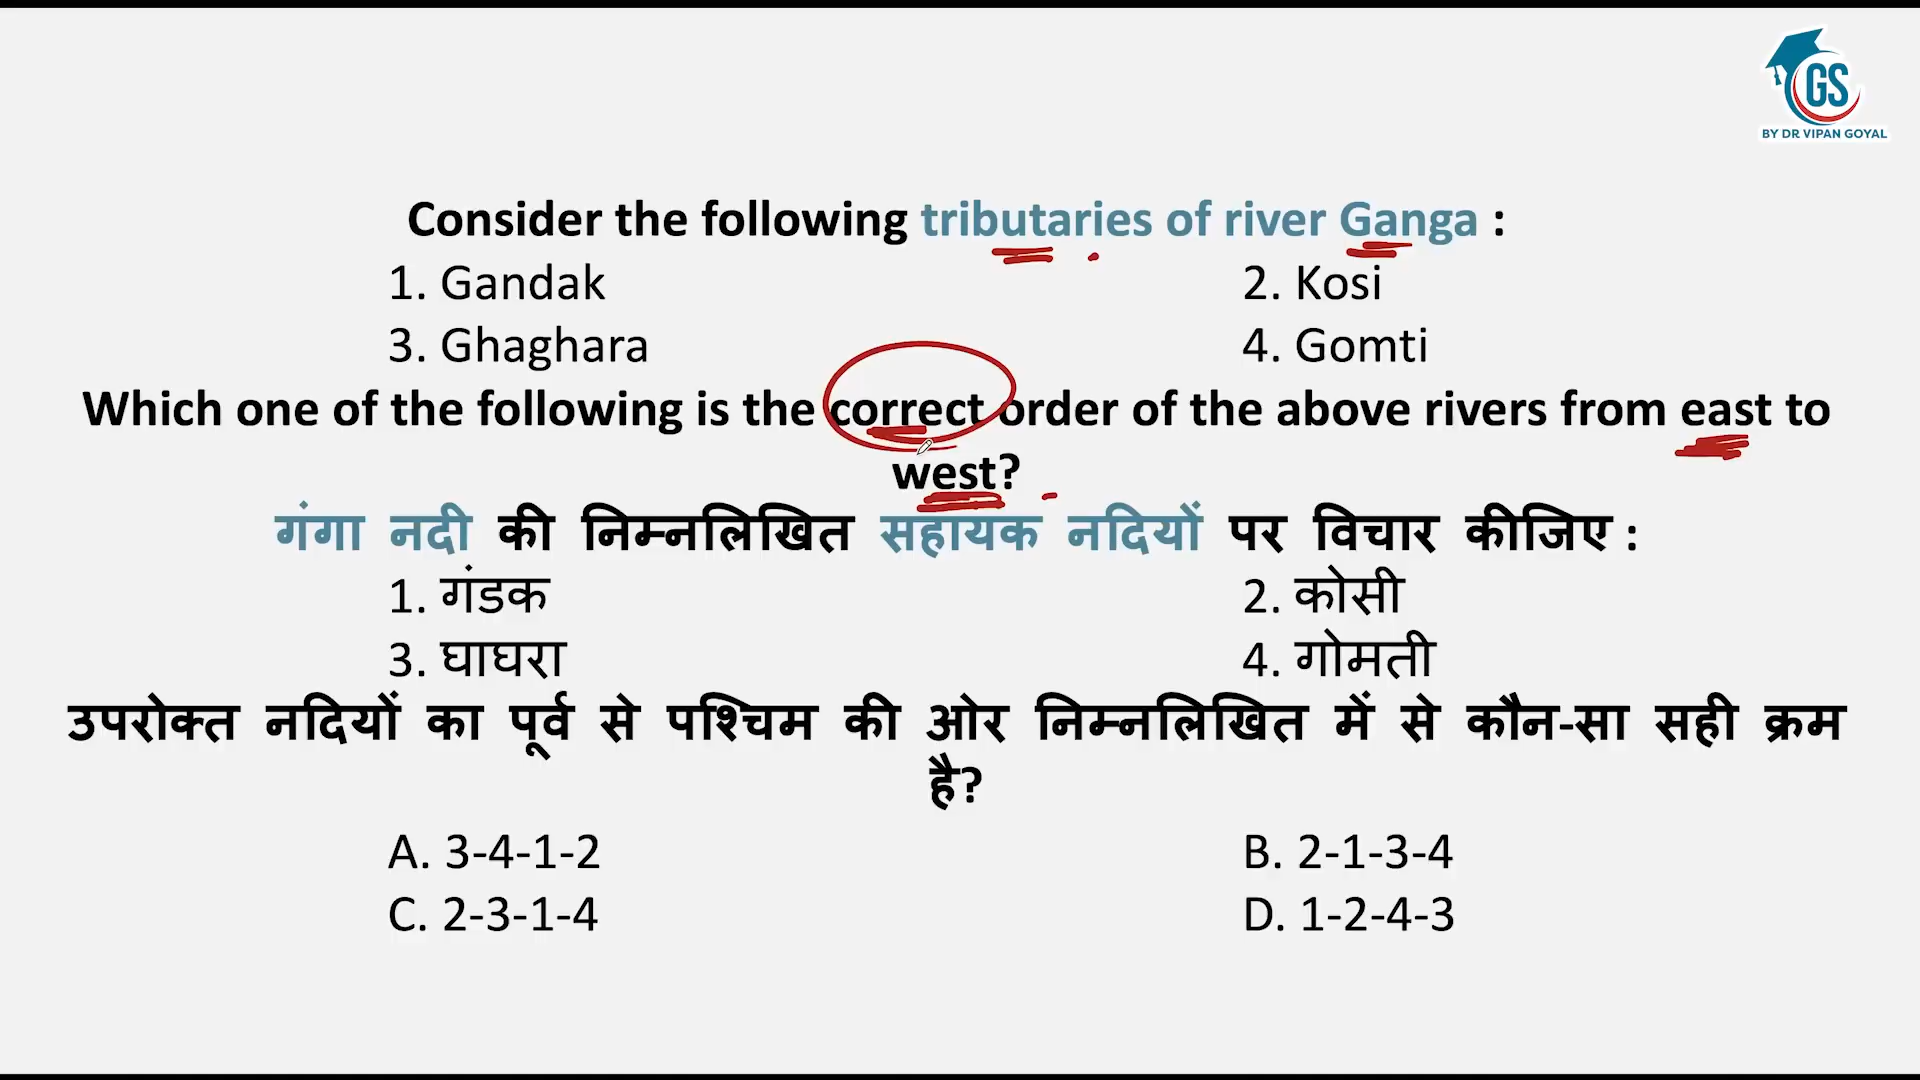 GS
BY DR VIPAN GOYAL
Consider the following tributaries of river Ganga :
1. Gandak 2. Kosi
3. Ghaghara 4. Gomti
Which one of the following is the correct order of the above rivers from east to
west?
गंगा नदी की निम्नलिखित सहायक नदियों पर विचार कीजिए :
1. गंडक 2. कोसी
3. घाघरा 4. गोमती
उपरोक्त नदियों का पूर्व से पश्चिम की ओर निम्नलिखित में से कौन-सा सही क्रम
है?
A. 3-4-1-2 B. 2-1-3-4
C. 2-3-1-4 D. 1-2-4-3